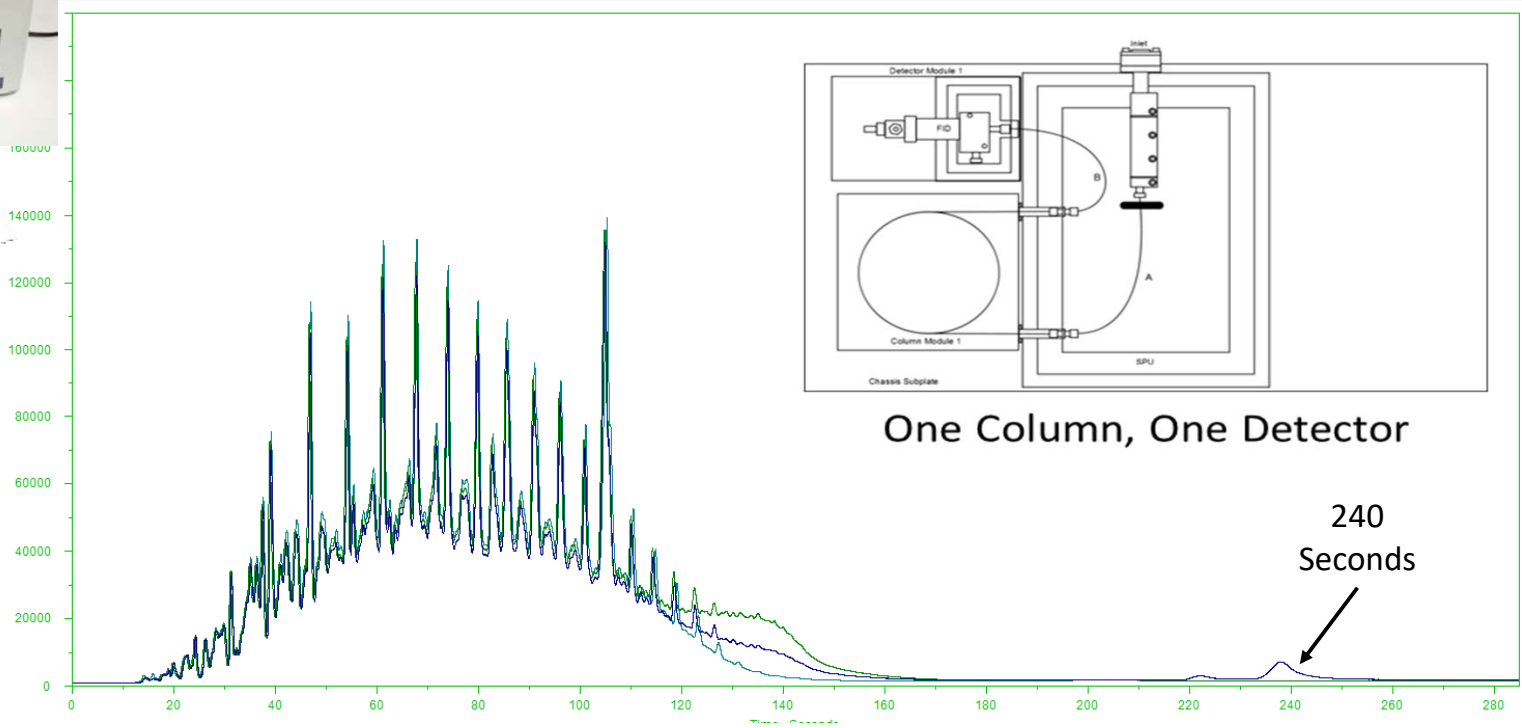 Inlet
Detector Module 1
FID
B
A
Column Module 1
SPU
Chassis Subplate
One Column, One Detector
240
Seconds
160000
140000
120000
100000
80000
60000
40000
20000
0
0 20 40 60 80 100 120 140 160 180 200 220 240 260 280
Time - Seconds